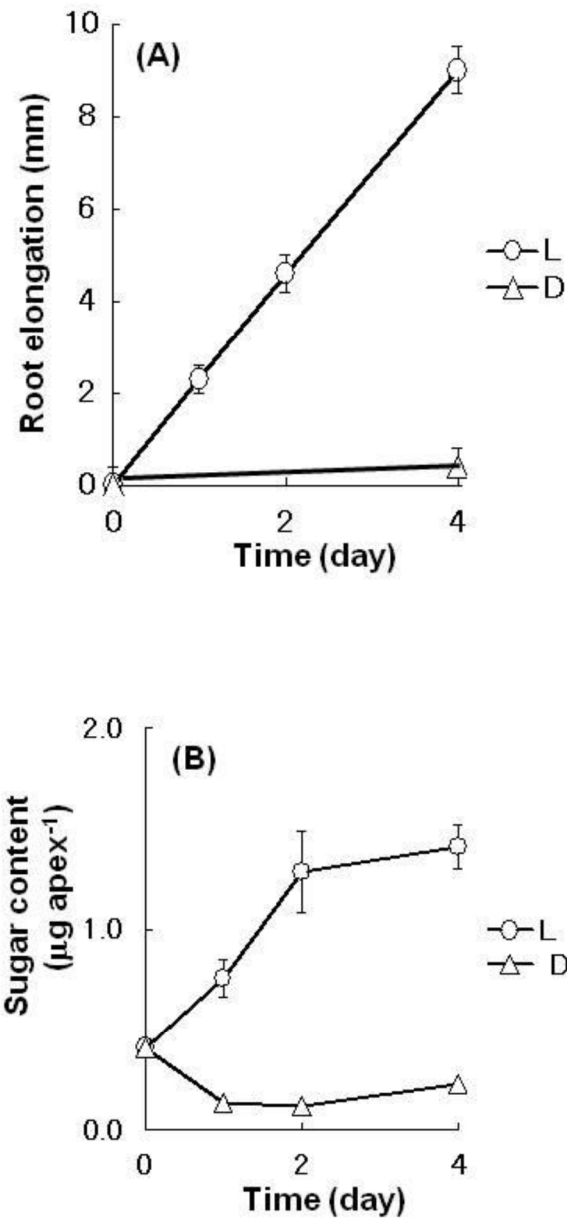 10
(A)
8
6
4
2
0
Root elongation (mm)
0
2
4
Time (day)
L
D
2.0
(B)
1.0
0.0
Sugar content
(μg apex⁻¹)
0
2
4
Time (day)
L
D